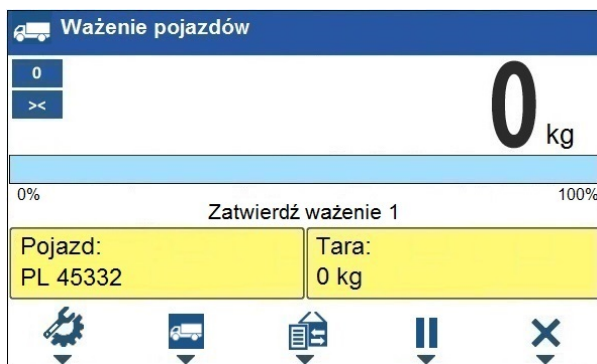 Ważenie pojazdów
0
><
0 kg
0% 100%
Zatwierdź ważenie 1
Pojazd: Tara:
PL 45332 0 kg